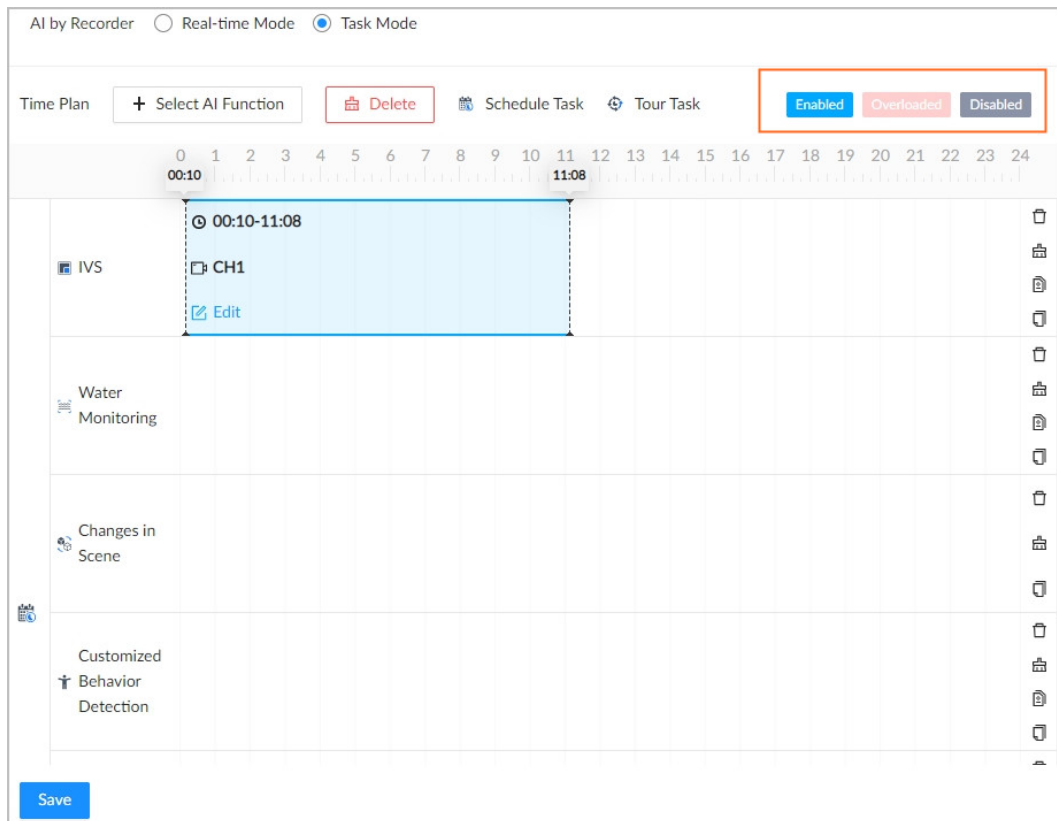 AI by Recorder Real-time Mode Task Mode
Time Plan + Select AI Function Delete Schedule Task Tour Task Enabled Overloaded Disabled
0 1 2 3 4 5 6 7 8 9 10 11 12 13 14 15 16 17 18 19 20 21 22 23 24
00:10 11:08
00:10-11:08
IVS CH1
Edit
Water
Monitoring
Changes in
Scene
Customized
Behavior
Detection
Save